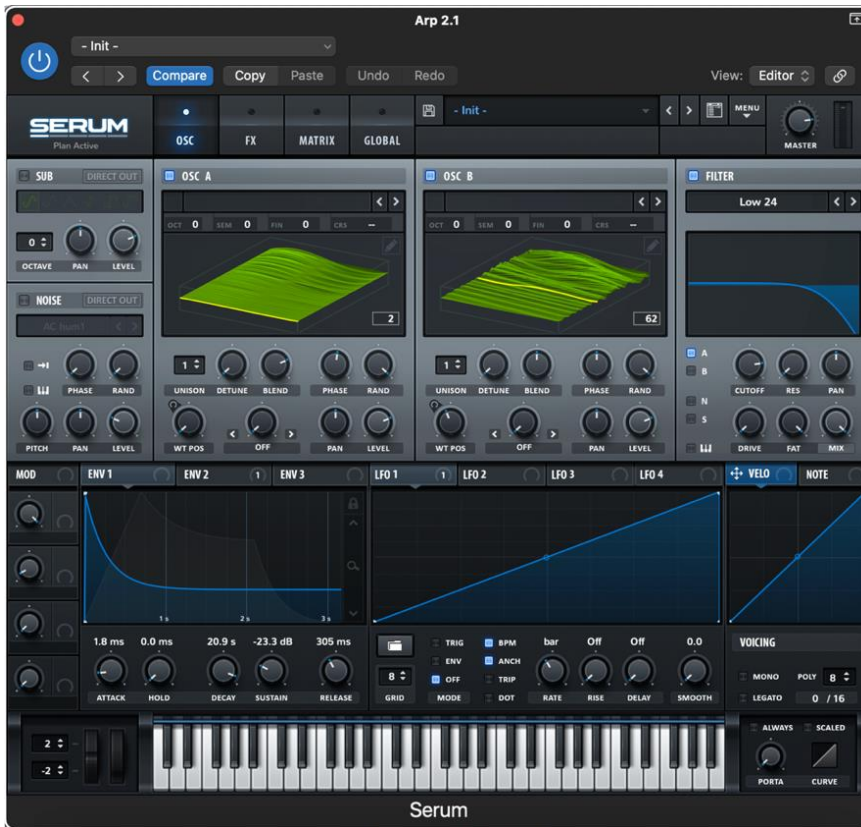 Arp 2.1
- Init -
Compare Copy Paste Undo Redo View: Editor
SERUM
Plan Active
OSC FX MATRIX GLOBAL
- Init -
MENU
MASTER
SUB DIRECT OUT
OSC A
OSC B
FILTER
Low 24
OCT 0 SEM 0 FIN 0 CRS --
OCT 0 SEM 0 FIN 0 CRS --
0
OCTAVE PAN LEVEL
NOISE DIRECT OUT
AC hum1
2
62
A
B
N
S
1
1
PHASE RAND
UNISON DETUNE BLEND PHASE RAND
UNISON DETUNE BLEND PHASE RAND
CUTOFF RES PAN
OFF
OFF
PITCH PAN LEVEL
WT POS PAN LEVEL
WT POS PAN LEVEL
DRIVE FAT MIX
MOD ENV 1 ENV 2 1 ENV 3 LFO 1 1 LFO 2 LFO 3 LFO 4 VELO NOTE
1 s 2 s 3 s
1.8 ms 0.0 ms 20.9 s -23.3 dB 305 ms
ATTACK HOLD DECAY SUSTAIN RELEASE
8
GRID
TRIG BPM
ENV ANCH
OFF TRIP
MODE DOT
bar Off Off 0.0
RATE RISE DELAY SMOOTH
VOICING
MONO POLY 8
LEGATO 0 / 16
2
-2
ALWAYS SCALED
PORTA CURVE
Serum